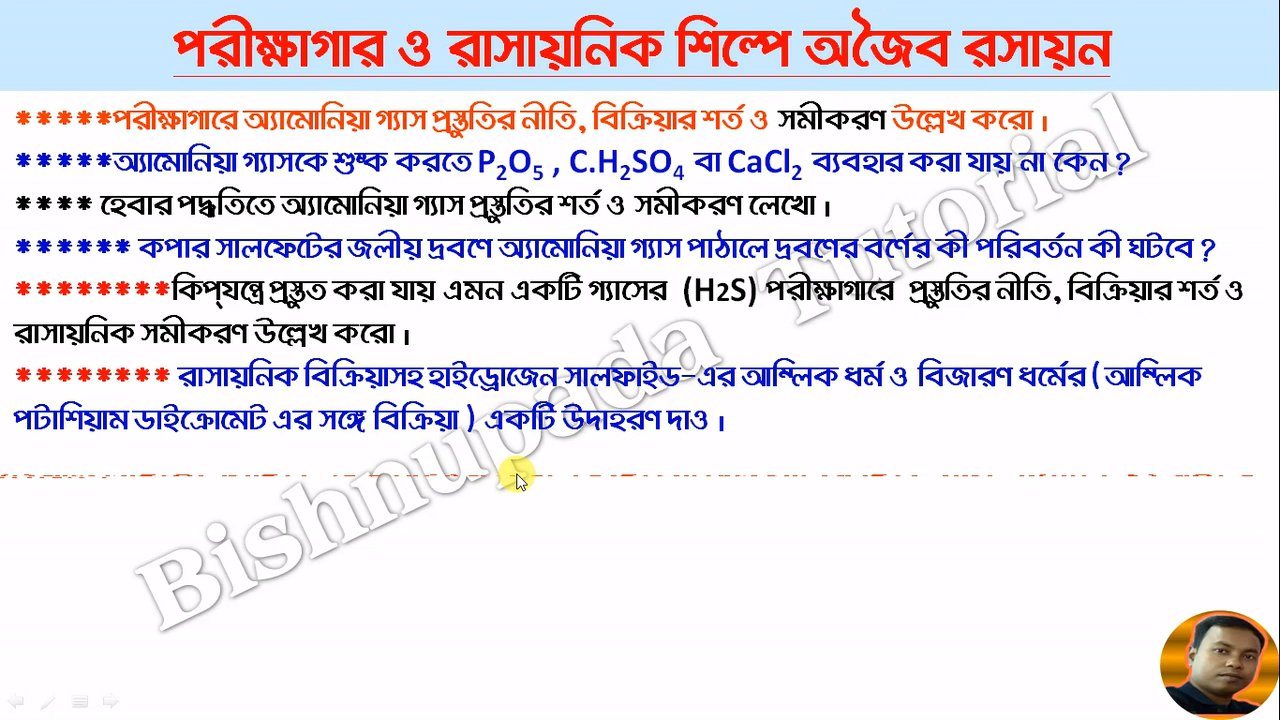 পরীক্ষাগার ও রাসায়নিক শিল্পে অজৈব রসায়ন
*****পরীক্ষাগারে অ্যামোনিয়া গ্যাস প্রস্তুতির নীতি, বিক্রিয়ার শর্ত ও সমীকরণ উল্লেখ করো ।
*****অ্যামোনিয়া গ্যাসকে শুষ্ক করতে P₂O₅ , C.H₂SO₄ বা CaCl₂ ব্যবহার করা যায় না কেন ?
**** হেবার পদ্ধতিতে অ্যামোনিয়া গ্যাস প্রস্তুতির শর্ত ও সমীকরণ লেখো ।
****** কপার সালফেটের জলীয় দ্রবণে অ্যামোনিয়া গ্যাস পাঠালে দ্রবণের বর্ণের কী পরিবর্তন কী ঘটবে ?
********কিপ্‌যন্ত্রে প্রস্তুত করা যায় এমন একটি গ্যাসের (H2S) পরীক্ষাগারে প্রস্তুতির নীতি, বিক্রিয়ার শর্ত ও
রাসায়নিক সমীকরণ উল্লেখ করো ।
******** রাসায়নিক বিক্রিয়াসহ হাইড্রোজেন সালফাইড-এর আম্লিক ধর্ম ও বিজারণ ধর্মের ( আম্লিক
পটাশিয়াম ডাইক্রোমেট এর সঙ্গে বিক্রিয়া ) একটি উদাহরণ দাও ।
Bishnupada Tutorial